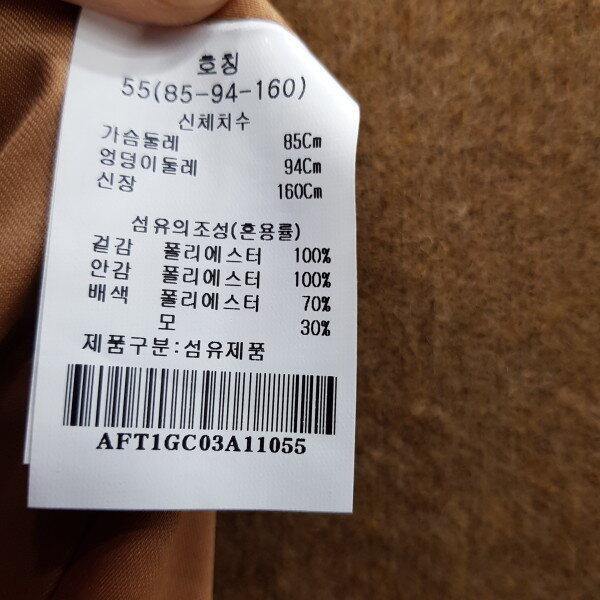 호칭
55(85-94-160)
신체치수
가슴둘레 85Cm
엉덩이둘레 94Cm
신장 160Cm
섬유의조성(혼용률)
겉감 폴리에스터 100%
안감 폴리에스터 100%
배색 폴리에스터 70%
모 30%
제품구분:섬유제품
AFT1GC03A11055